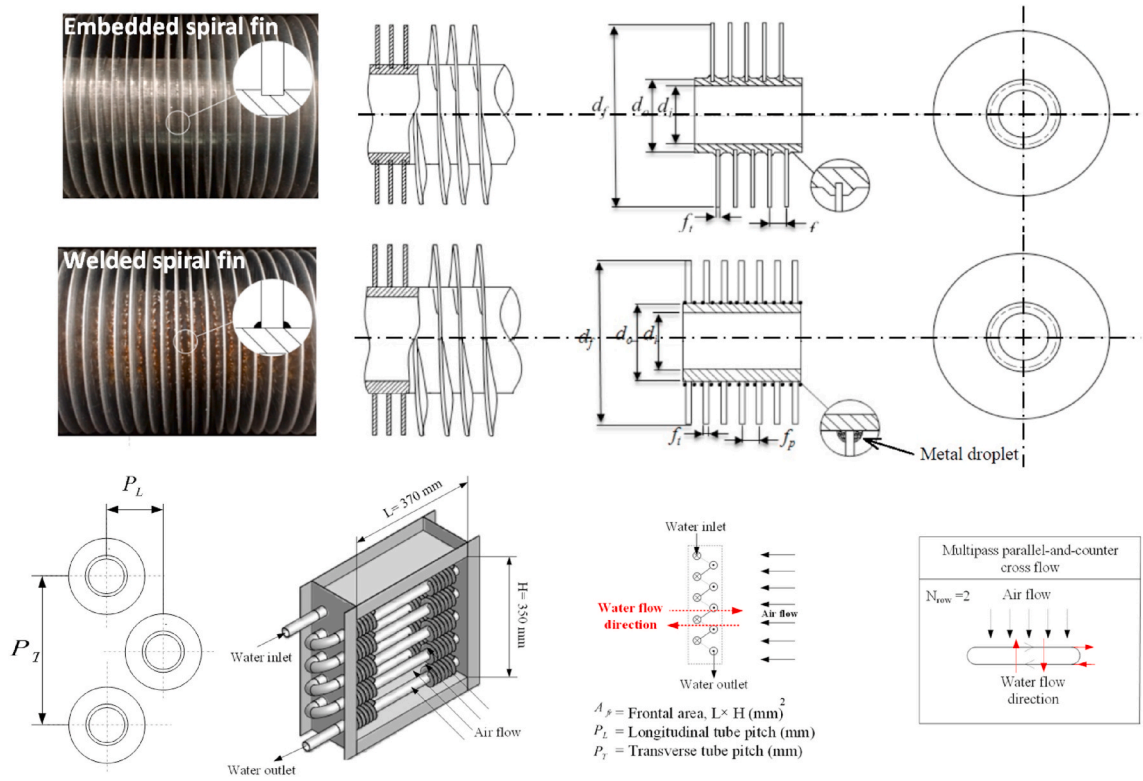 Embedded spiral fin
d_f
d_o
d_i
f_t
f
Welded spiral fin
d_f
d_o
d_i
f_t
f_p
Metal droplet
P_L
P_T
L= 370 mm
H= 350 mm
Water inlet
Air flow
Water outlet
Water inlet
Water flow
direction
Air flow
Water outlet
A_fr = Frontal area, L× H (mm)²
P_L = Longitudinal tube pitch (mm)
P_T = Transverse tube pitch (mm)
Multipass parallel-and-counter
cross flow
N_row =2
Air flow
Water flow
direction